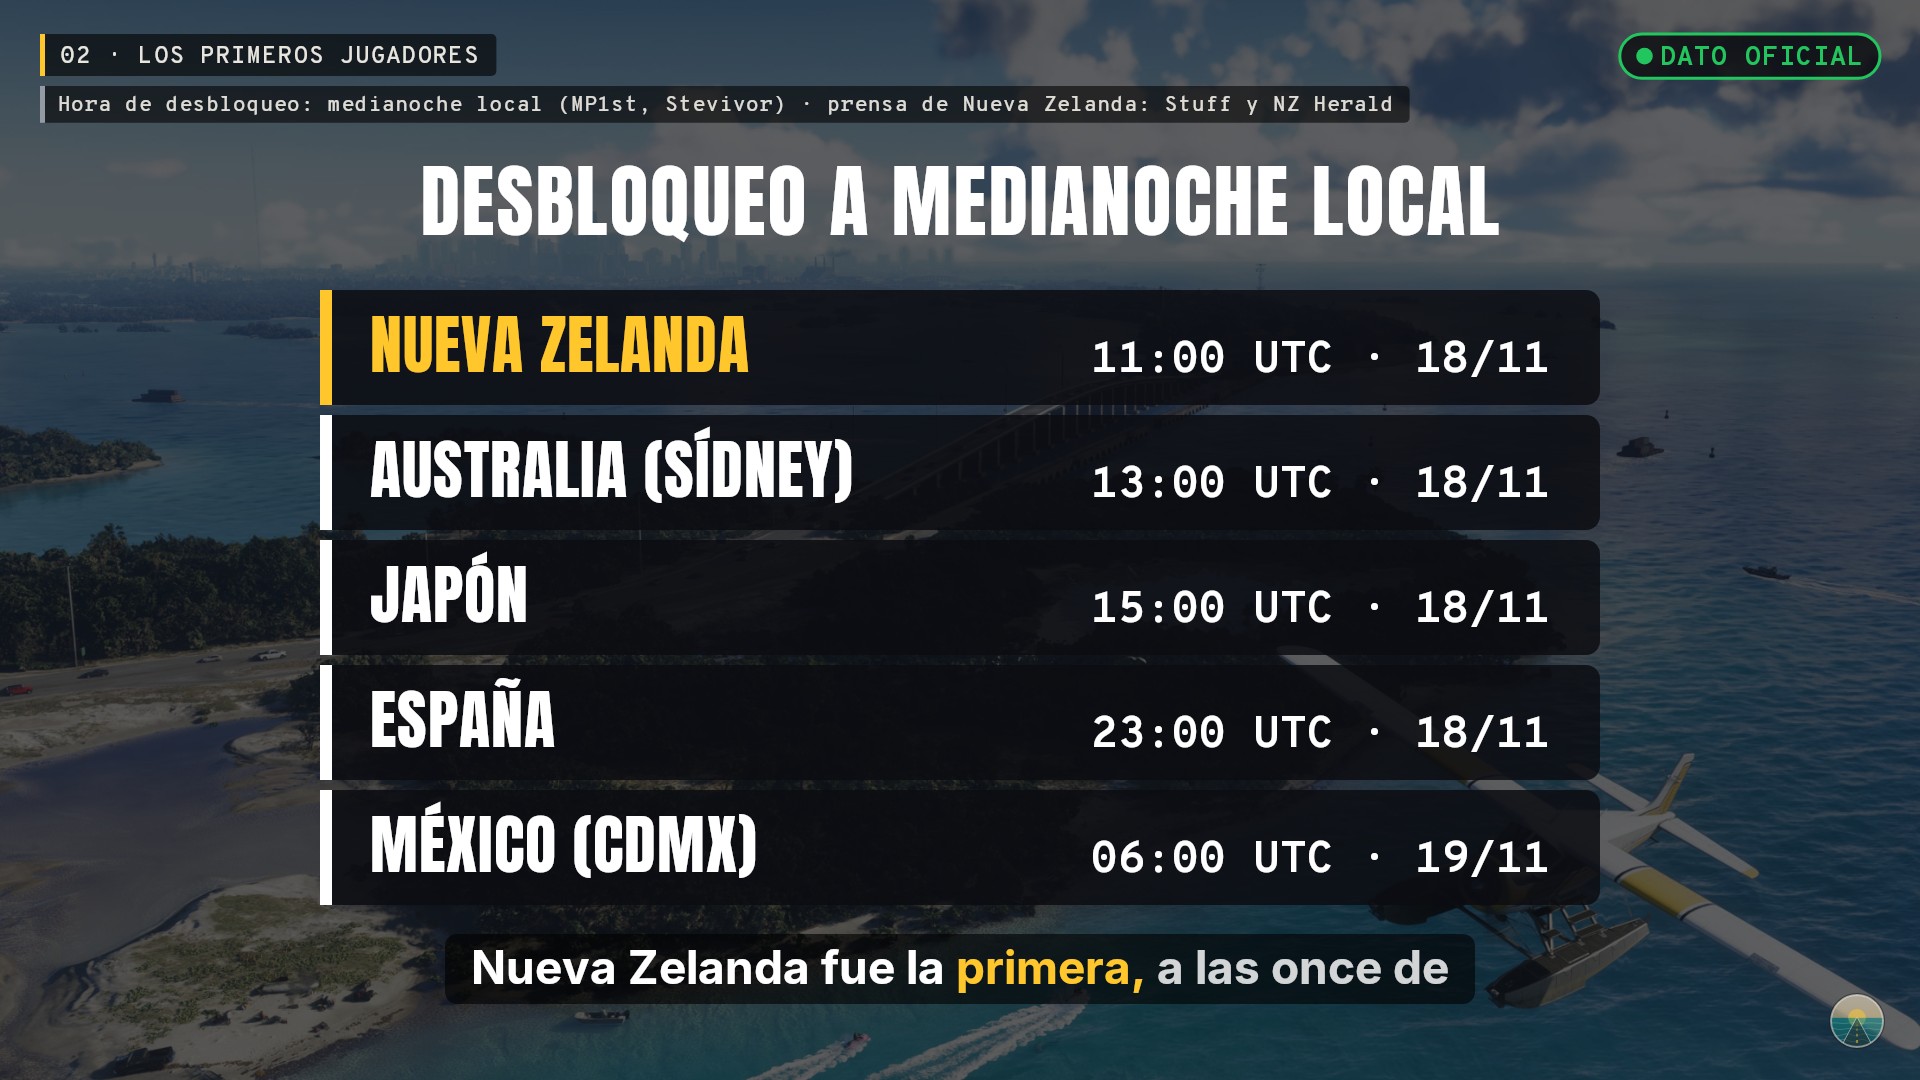 02 · LOS PRIMEROS JUGADORES
DATO OFICIAL
Hora de desbloqueo: medianoche local (MP1st, Stevivor) · prensa de Nueva Zelanda: Stuff y NZ Herald
DESBLOQUEO A MEDIANOCHE LOCAL
NUEVA ZELANDA 11:00 UTC · 18/11
AUSTRALIA (SÍDNEY) 13:00 UTC · 18/11
JAPÓN 15:00 UTC · 18/11
ESPAÑA 23:00 UTC · 18/11
MÉXICO (CDMX) 06:00 UTC · 19/11
Nueva Zelanda fue la primera, a las once de